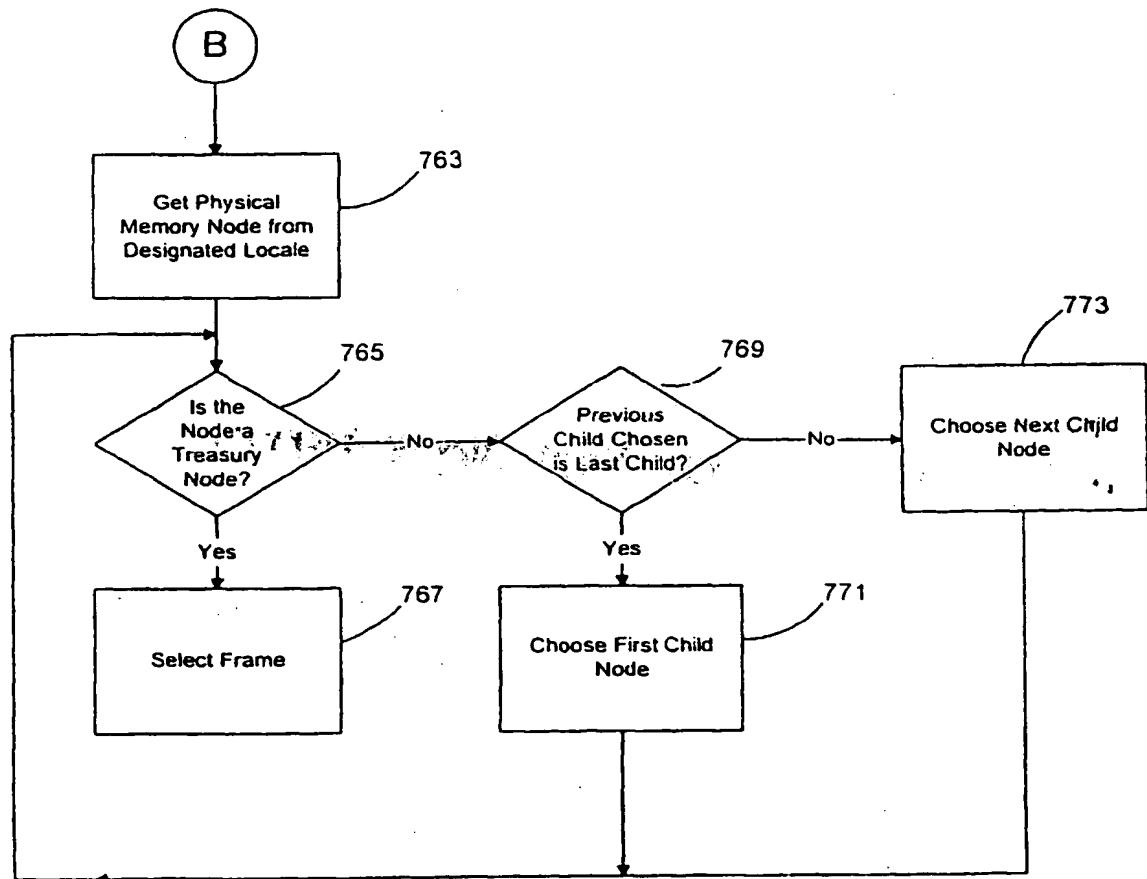 B
763
Get Physical
Memory Node from
Designated Locale
765
Is the
Node a
Treasury
Node?
No
769
Previous
Child Chosen
is Last Child?
No
773
Choose Next Child
Node
Yes
767
Select Frame
Yes
771
Choose First Child
Node